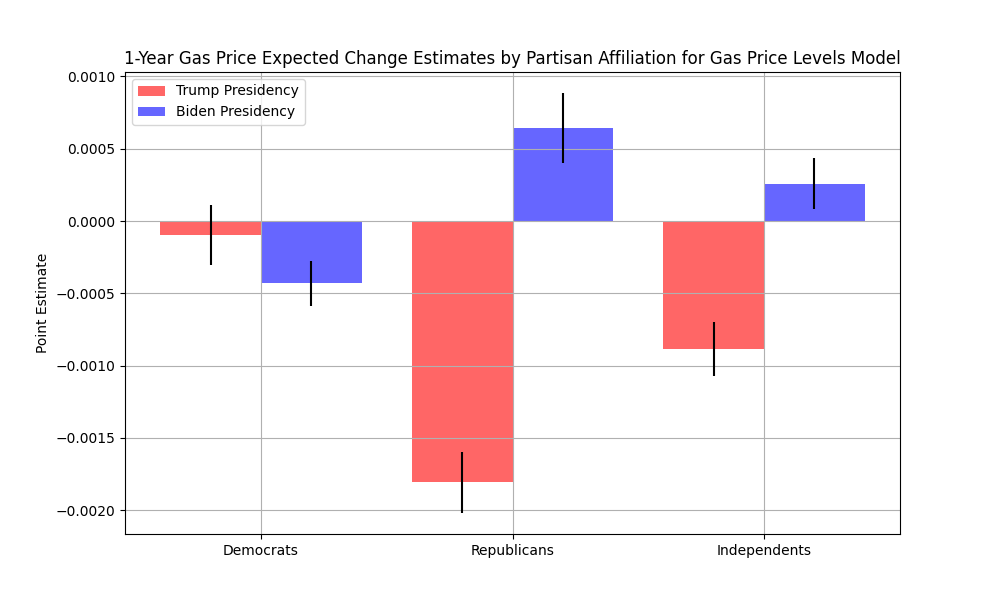 1-Year Gas Price Expected Change Estimates by Partisan Affiliation for Gas Price Levels Model
Trump Presidency
Biden Presidency
Point Estimate
0.0010
0.0005
0.0000
−0.0005
−0.0010
−0.0015
−0.0020
Democrats
Republicans
Independents